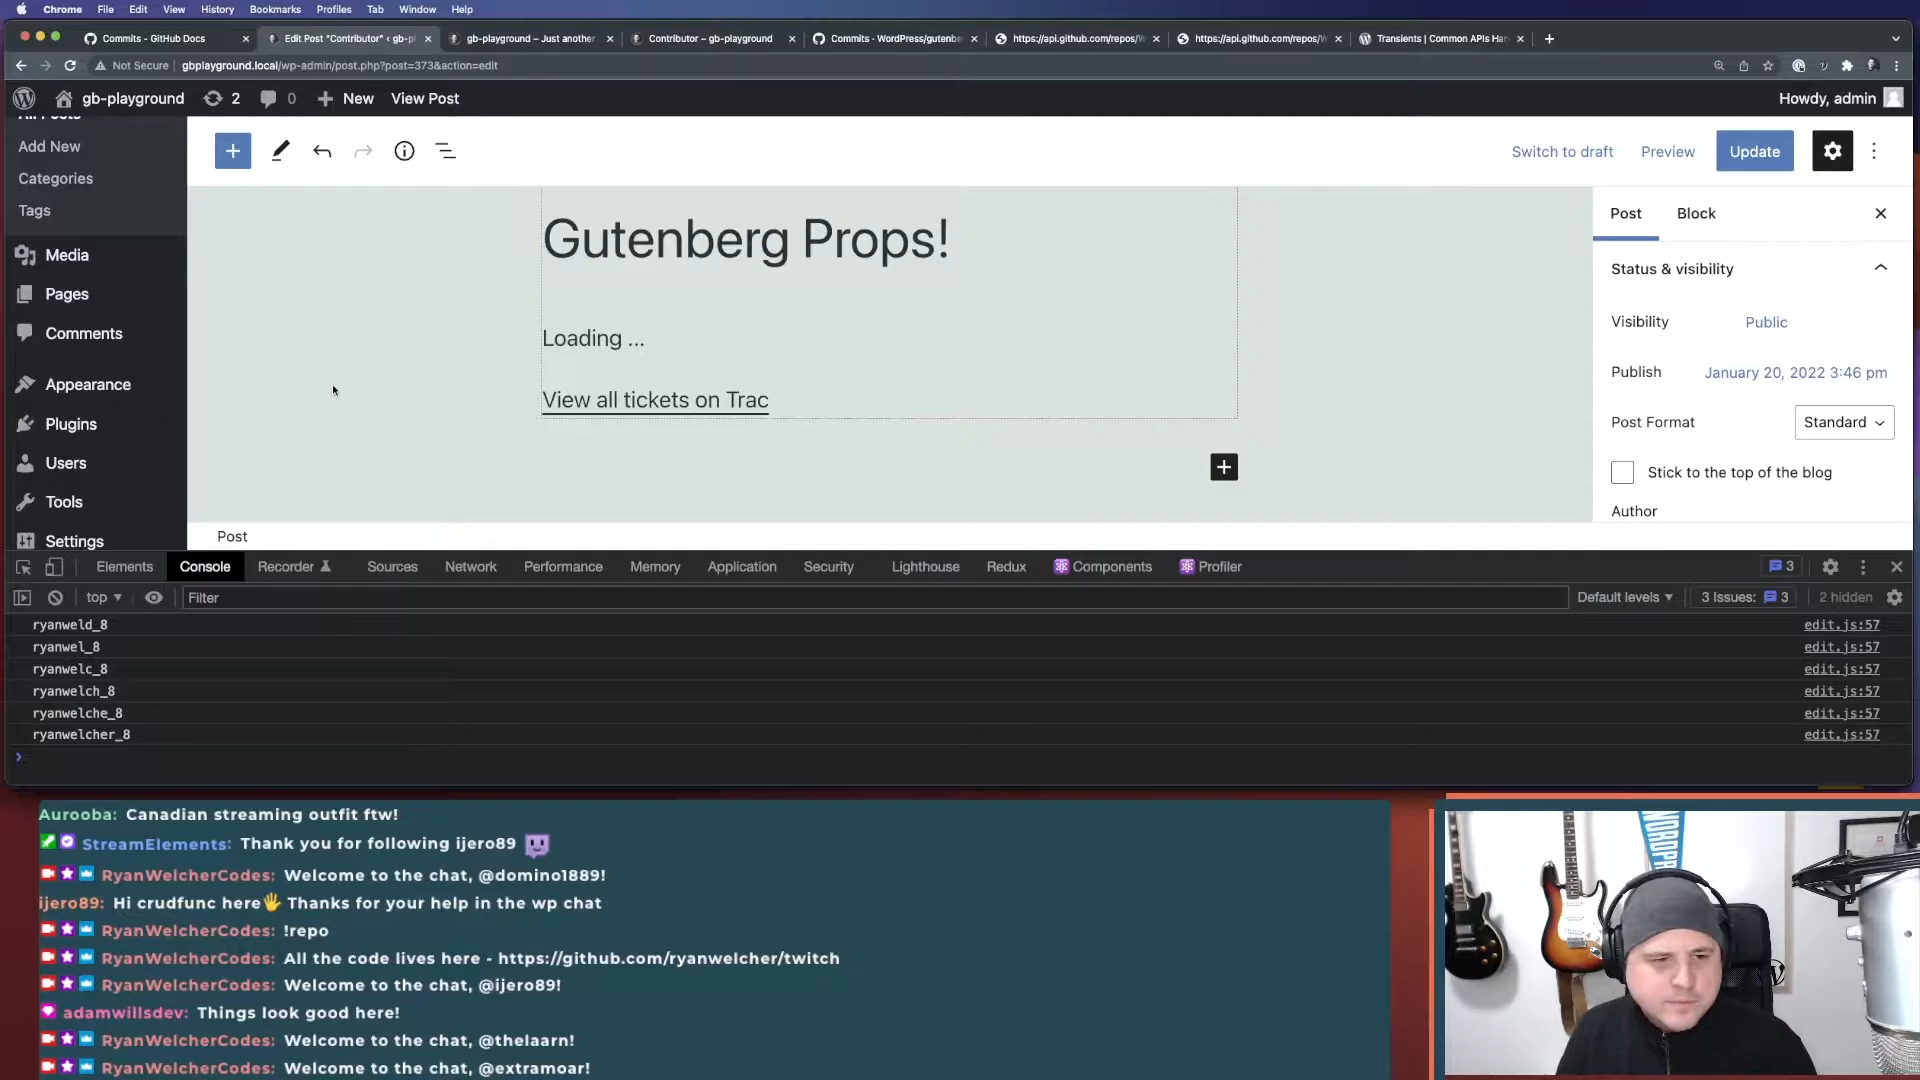 Chrome File Edit View History Bookmarks Profiles Tab Window Help
Commits - GitHub Docs
Edit Post "Contributor" ‹ gb-pl
gb-playground – Just another
Contributor – gb-playground
Commits · WordPress/gutenbe
https://api.github.com/repos/W
https://api.github.com/repos/W
Transients | Common APIs Han
Not Secure | gbplayground.local/wp-admin/post.php?post=373&action=edit
gb-playground 2 0 New View Post Howdy, admin
All Posts
Add New
Categories
Tags
Media
Pages
Comments
Appearance
Plugins
Users
Tools
Settings
Switch to draft Preview Update
Gutenberg Props!
Loading ...
View all tickets on Trac
Post
Post Block
Status & visibility
Visibility Public
Publish January 20, 2022 3:46 pm
Post Format Standard
Stick to the top of the blog
Author
Elements Console Recorder Sources Network Performance Memory Application Security Lighthouse Redux Components Profiler 3
top Filter Default levels 3 Issues: 3 2 hidden
ryanweld_8 edit.js:57
ryanwel_8 edit.js:57
ryanwelc_8 edit.js:57
ryanwelch_8 edit.js:57
ryanwelche_8 edit.js:57
ryanwelcher_8 edit.js:57
Aurooba: Canadian streaming outfit ftw!
StreamElements: Thank you for following ijero89
RyanWelcherCodes: Welcome to the chat, @domino1889!
ijero89: Hi crudfunc here🖐 Thanks for your help in the wp chat
RyanWelcherCodes: !repo
RyanWelcherCodes: All the code lives here - https://github.com/ryanwelcher/twitch
RyanWelcherCodes: Welcome to the chat, @ijero89!
adamwillsdev: Things look good here!
RyanWelcherCodes: Welcome to the chat, @thelaarn!
RyanWelcherCodes: Welcome to the chat, @extramoar!
WORDPR